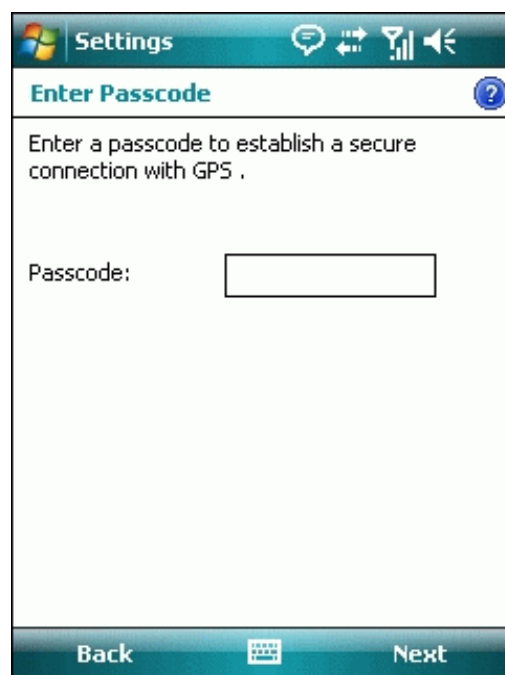 Settings
Enter Passcode
?
Enter a passcode to establish a secure
connection with GPS .
Passcode:
Back Next